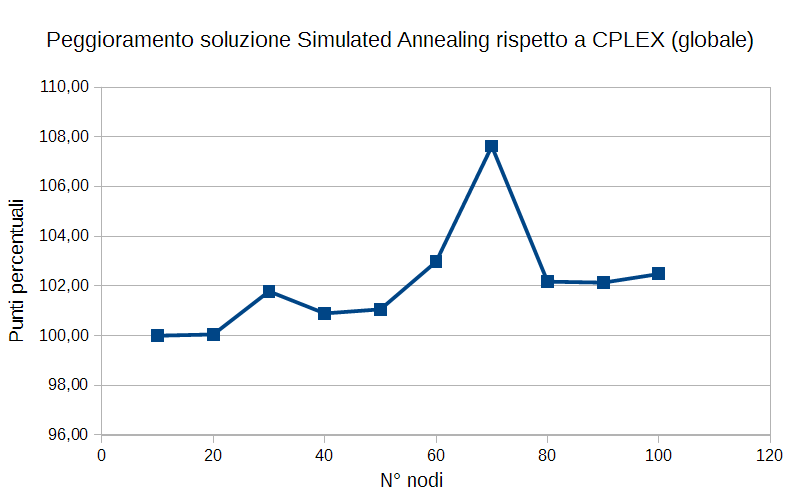 Peggioramento soluzione Simulated Annealing rispetto a CPLEX (globale)
110,00
108,00
106,00
104,00
102,00
100,00
98,00
96,00
Punti percentuali
0 20 40 60 80 100 120
N° nodi